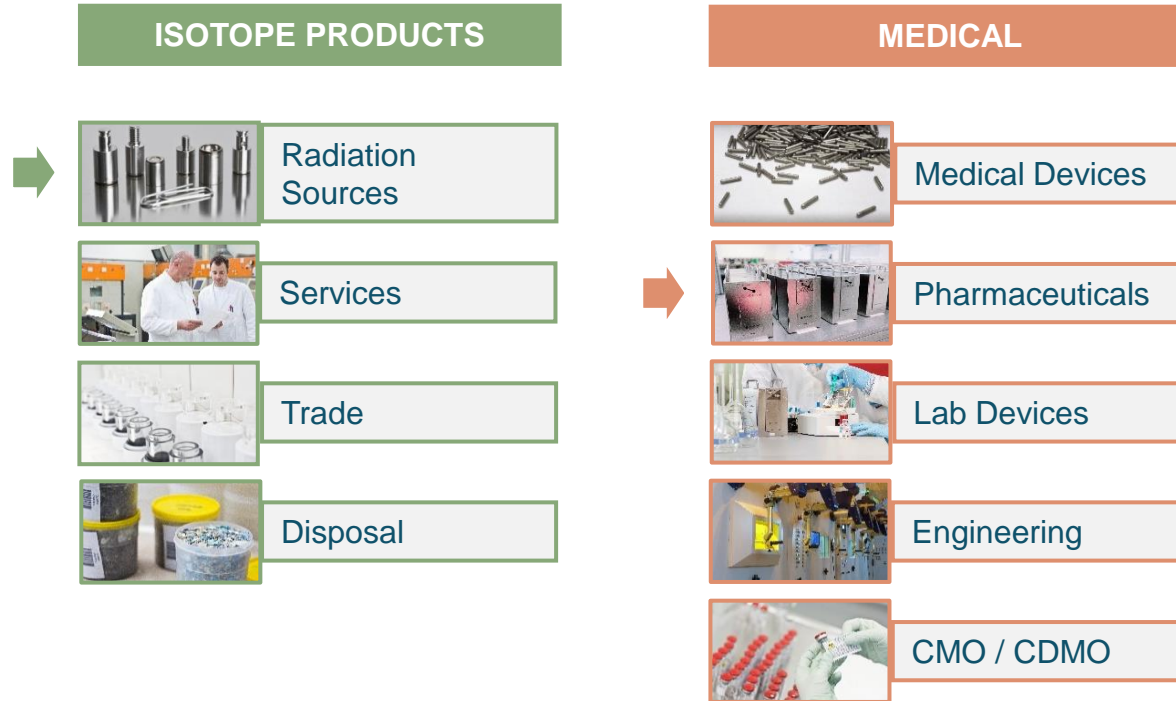 ISOTOPE PRODUCTS
Radiation
Sources
Services
Trade
Disposal
MEDICAL
Medical Devices
Pharmaceuticals
Lab Devices
Engineering
CMO / CDMO